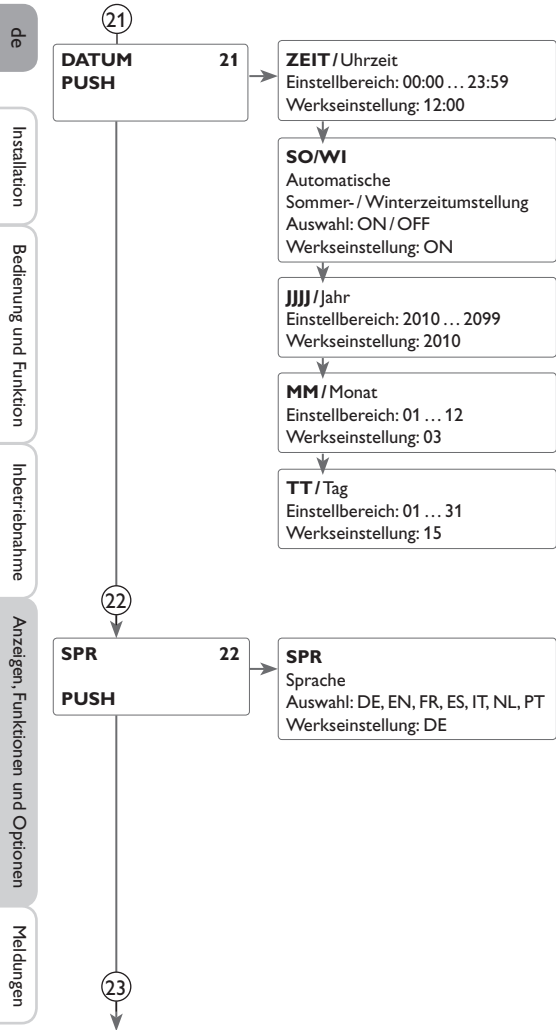 de
Installation
Bedienung und Funktion
Inbetriebnahme
Anzeigen, Funktionen und Optionen
Meldungen
21
DATUM 21
PUSH
ZEIT / Uhrzeit
Einstellbereich: 00:00 … 23:59
Werkseinstellung: 12:00
SO/WI
Automatische
Sommer- / Winterzeitumstellung
Auswahl: ON / OFF
Werkseinstellung: ON
JJJJ / Jahr
Einstellbereich: 2010 … 2099
Werkseinstellung: 2010
MM / Monat
Einstellbereich: 01 … 12
Werkseinstellung: 03
TT / Tag
Einstellbereich: 01 … 31
Werkseinstellung: 15
22
SPR 22
PUSH
SPR
Sprache
Auswahl: DE, EN, FR, ES, IT, NL, PT
Werkseinstellung: DE
23